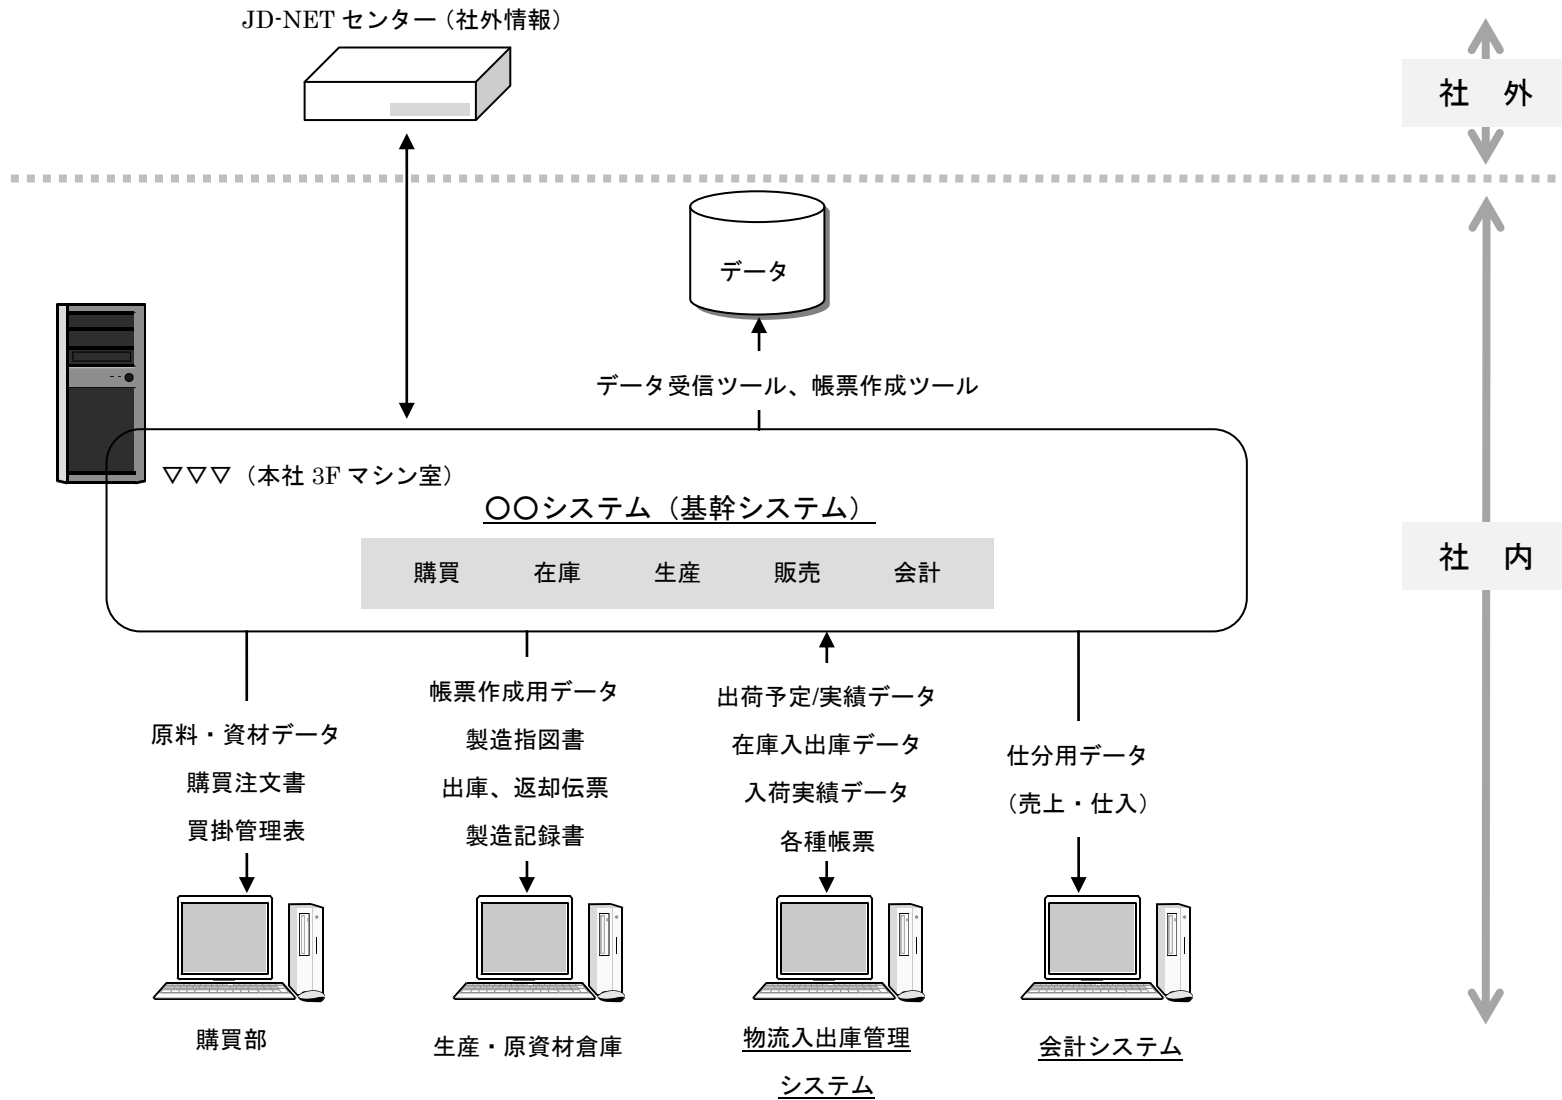 JD-NET センター（社外情報）
社　外
データ
データ受信ツール、帳票作成ツール
▽▽▽（本社 3F マシン室）
〇〇システム（基幹システム）
購買　在庫　生産　販売　会計
社　内
原料・資材データ
購買注文書
買掛管理表
帳票作成用データ
製造指図書
出庫、返却伝票
製造記録書
出荷予定/実績データ
在庫入出庫データ
入荷実績データ
各種帳票
仕分用データ
（売上・仕入）
購買部
生産・原資材倉庫
物流入出庫管理
システム
会計システム